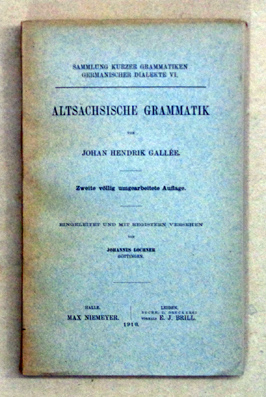 SAMMLUNG KURZER GRAMMATIKEN
GERMANISCHER DIALEKTE VI.
ALTSÄCHSISCHE GRAMMATIK
VON
JOHAN HENDRIK GALLÉE.
Zweite völlig umgearbeitete Auflage.
EINGELEITET UND MIT REGISTERN VERSEHEN
VON
JOHANNES LOCHNER
GÖTTINGEN.
HALLE.
MAX NIEMEYER.
LEIDEN.
E. J. BRILL.
1910.